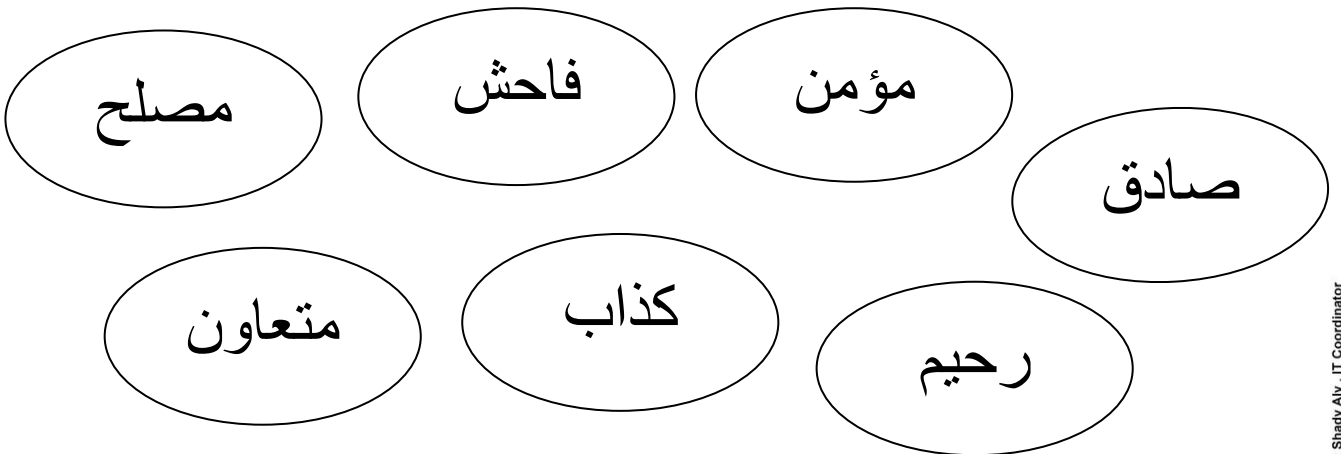 مؤمن
فاحش
مصلح
صادق
رحيم
كذاب
متعاون
Shady Aly . IT Coordinator